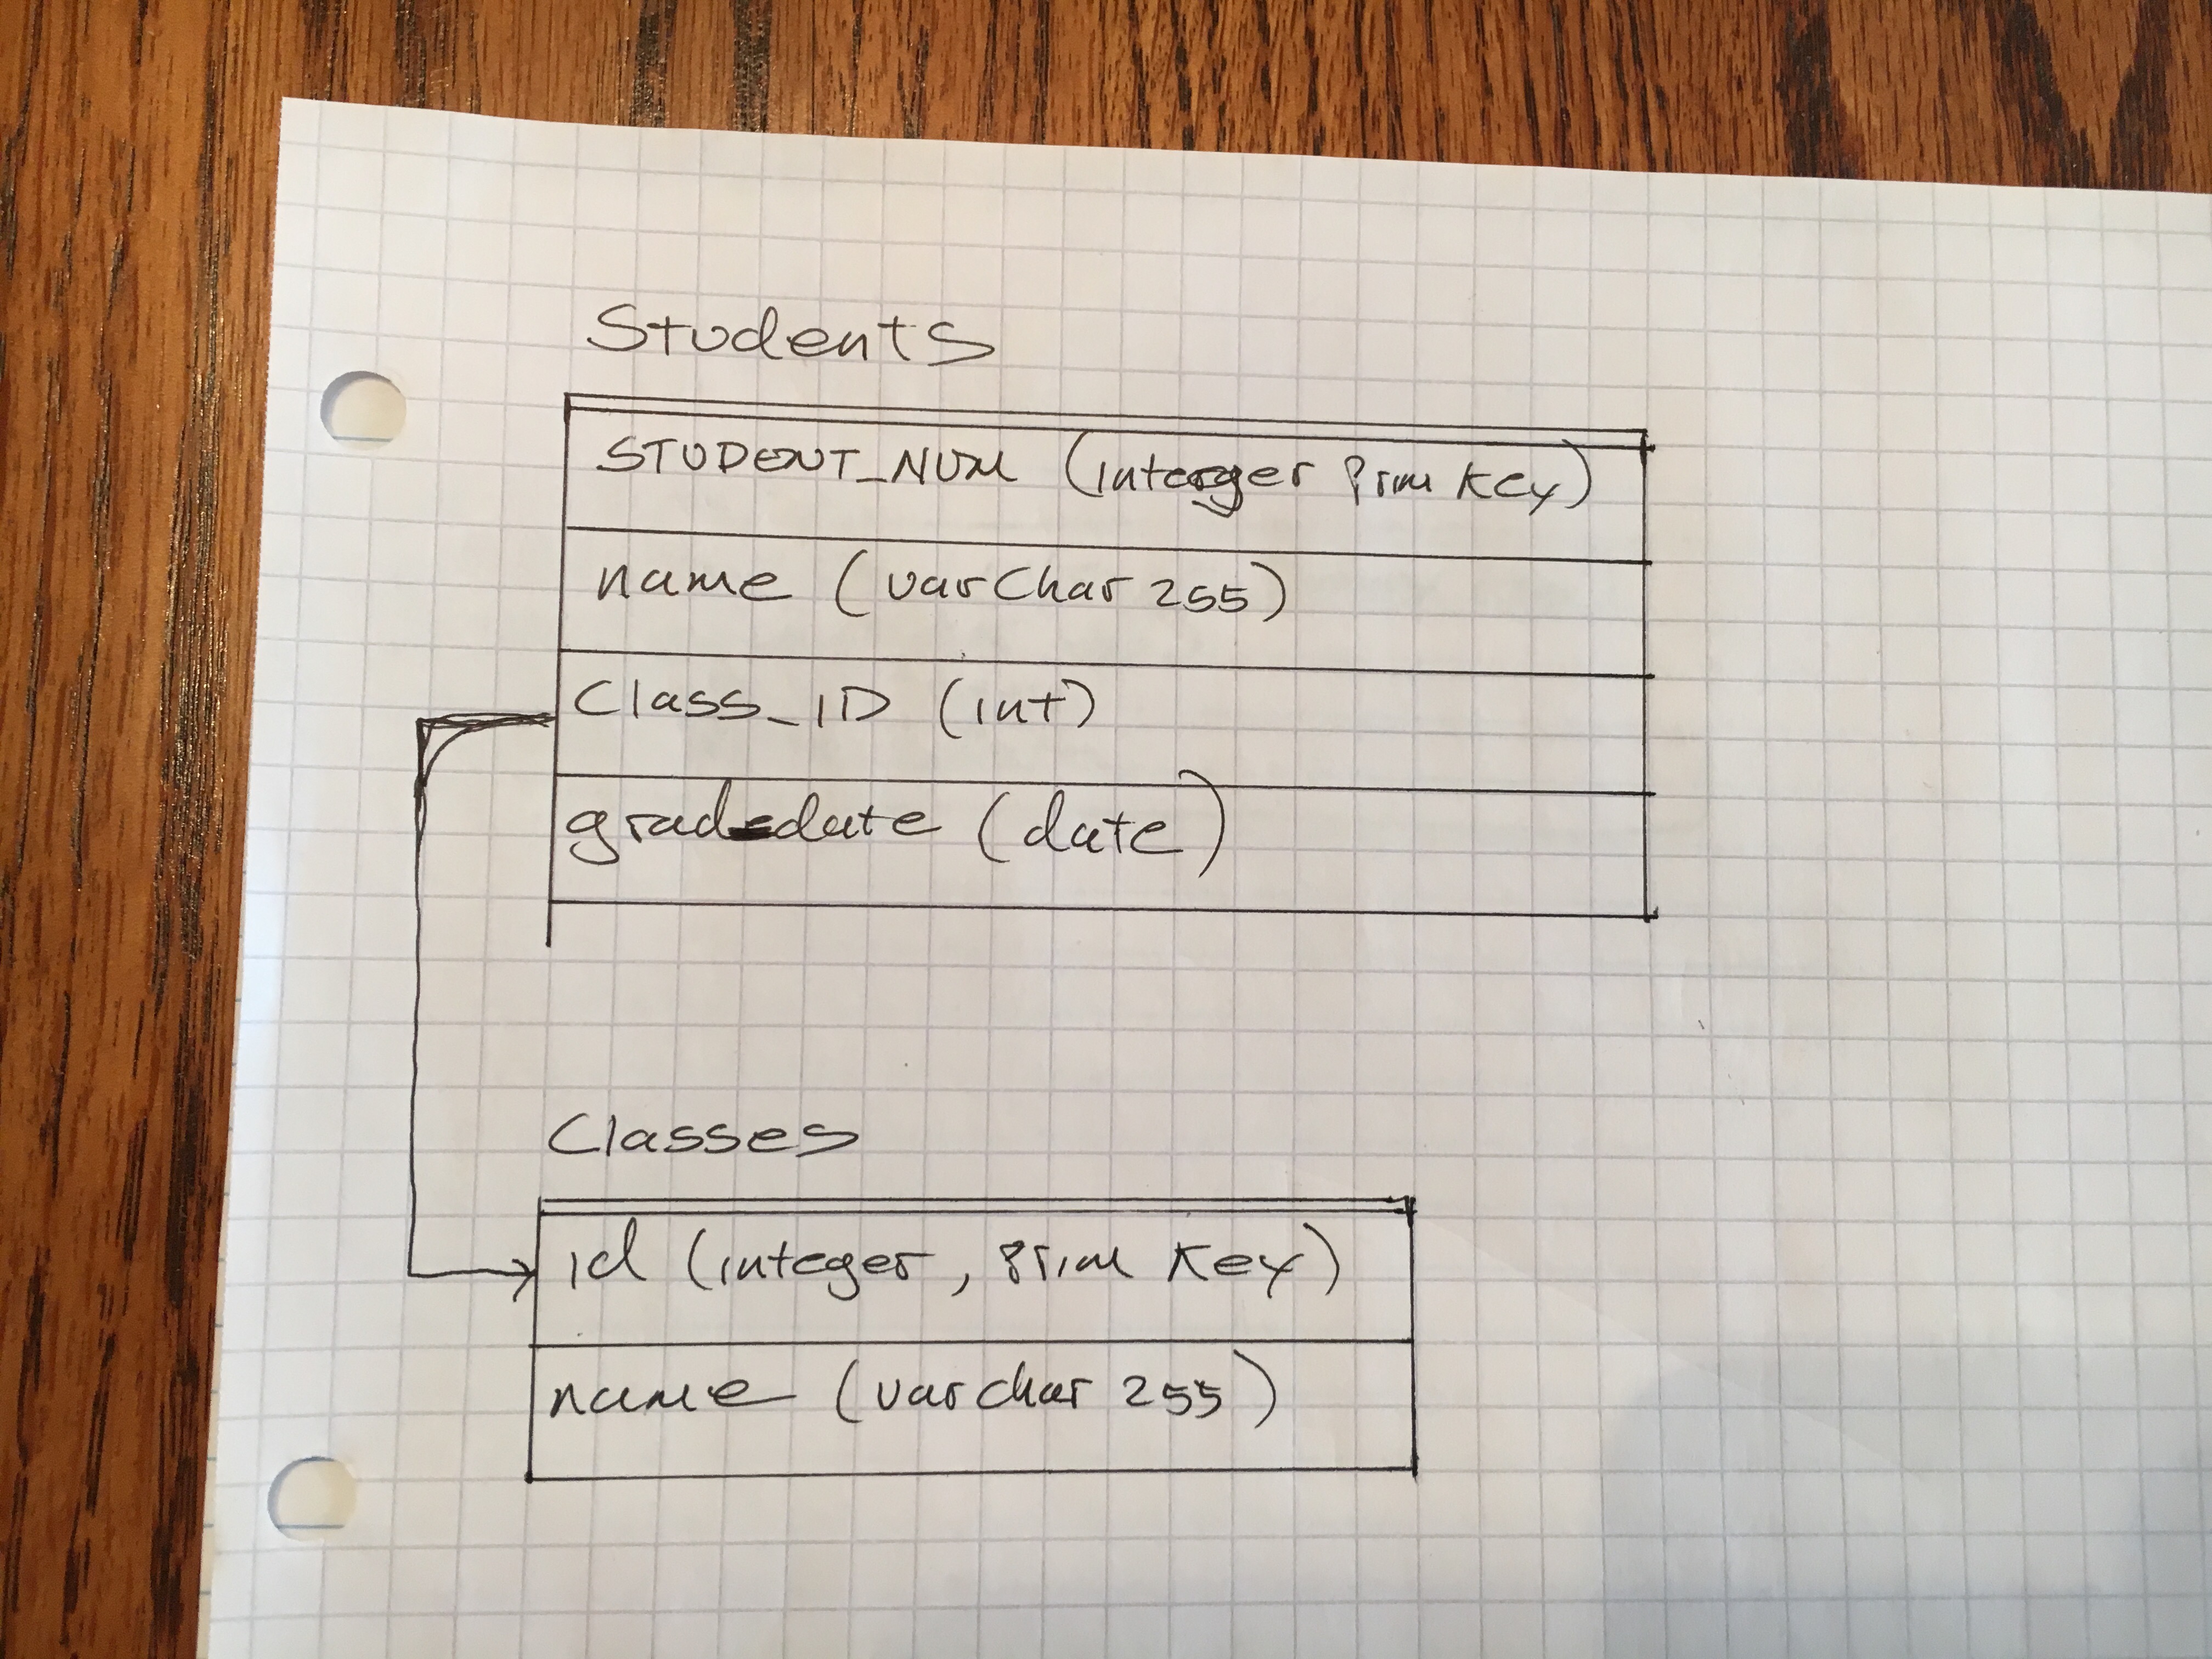 Students
STUDENT_NUM (interger Prim Key)
name (varChar 255)
Class_ID (int)
grad_date (date)
Classes
id (integer, Prim Key)
name (varchar 255)